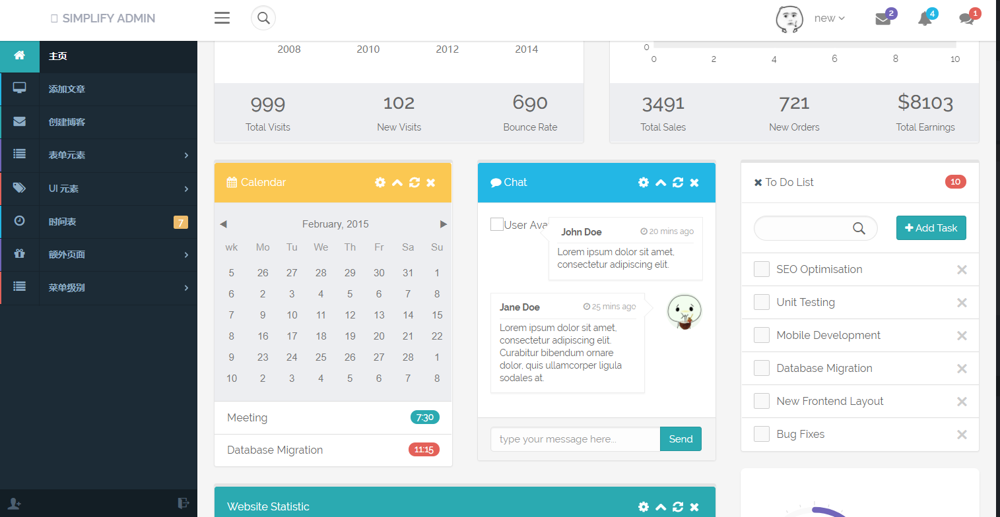 SIMPLIFY ADMIN
new
2
4
1
主页
添加文章
创建博客
表单元素
UI 元素
时间表 7
额外页面
菜单级别
2008 2010 2012 2014
999 102 690
Total Visits New Visits Bounce Rate
0
0 2 4 6 8 10
3491 721 $8103
Total Sales New Orders Total Earnings
Calendar
February, 2015
wk Mo Tu We Th Fr Sa Su
5 26 27 28 29 30 31 1
6 2 3 4 5 6 7 8
7 9 10 11 12 13 14 15
8 16 17 18 19 20 21 22
9 23 24 25 26 27 28 1
10 2 3 4 5 6 7 8
Meeting 7:30
Database Migration 11:15
Chat
User Ava
John Doe 20 mins ago
Lorem ipsum dolor sit amet,
consectetur adipiscing elit.
Jane Doe 25 mins ago
Lorem ipsum dolor sit amet,
consectetur adipiscing elit.
Curabitur bibendum ornare
dolor, quis ullamcorper ligula
sodales at.
type your message here... Send
To Do List 10
Add Task
SEO Optimisation
Unit Testing
Mobile Development
Database Migration
New Frontend Layout
Bug Fixes
Website Statistic